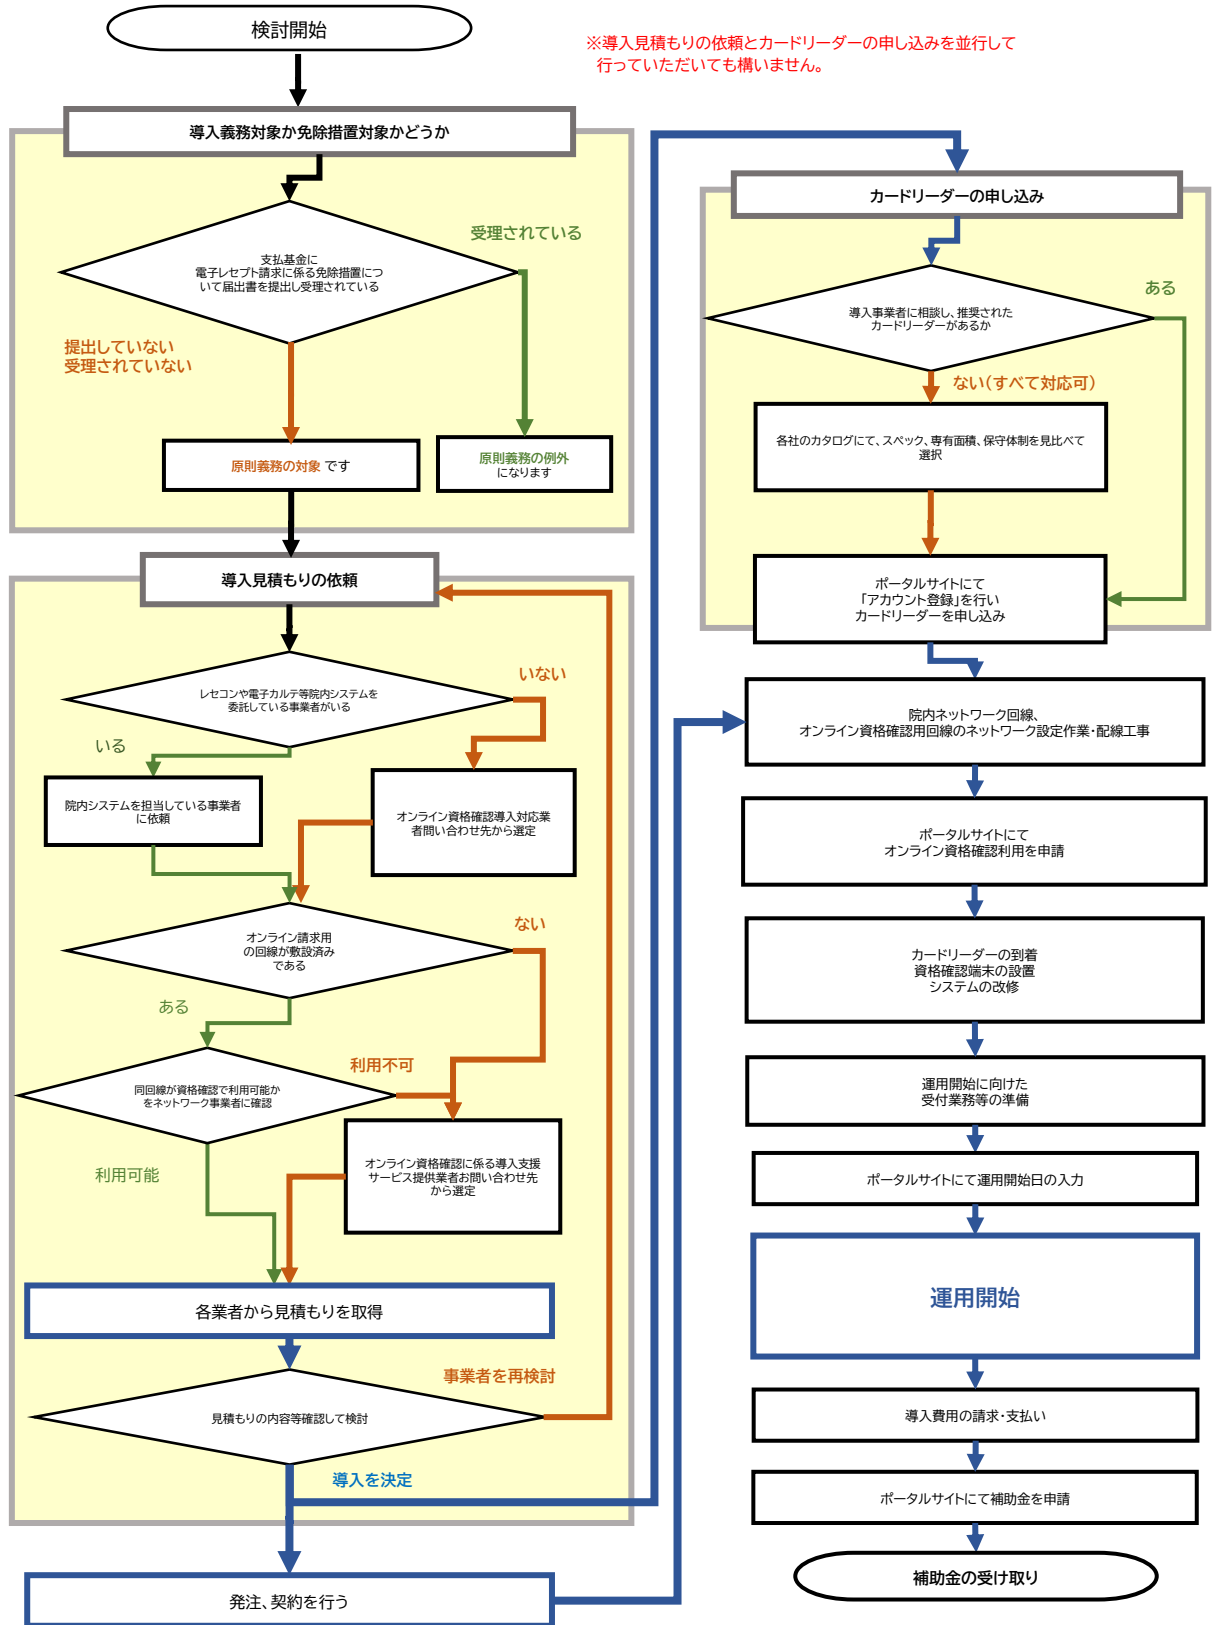 検討開始
※導入見積もりの依頼とカードリーダーの申し込みを並行して
行っていただいても構いません。
導入義務対象か免除措置対象かどうか
受理されている
支払基金に
電子レセプト請求に係る免除措置につ
いて届出書を提出し受理されている
提出していない
受理されていない
原則義務の対象 です
原則義務の例外
になります
導入見積もりの依頼
いない
レセコンや電子カルテ等院内システムを
委託している事業者がいる
いる
院内システムを担当している事業者
に依頼
オンライン資格確認導入対応業
者問い合わせ先から選定
ない
オンライン請求用
の回線が敷設済み
である
ある
利用不可
同回線が資格確認で利用可能か
をネットワーク事業者に確認
利用可能
オンライン資格確認に係る導入支援
サービス提供業者お問い合わせ先
から選定
各業者から見積もりを取得
事業者を再検討
見積もりの内容等確認して検討
導入を決定
発注、契約を行う
カードリーダーの申し込み
ある
導入事業者に相談し、推奨された
カードリーダーがあるか
ない(すべて対応可)
各社のカタログにて、スペック、専有面積、保守体制を見比べて
選択
ポータルサイトにて
「アカウント登録」を行い
カードリーダーを申し込み
院内ネットワーク回線、
オンライン資格確認用回線のネットワーク設定作業・配線工事
ポータルサイトにて
オンライン資格確認利用を申請
カードリーダーの到着
資格確認端末の設置
システムの改修
運用開始に向けた
受付業務等の準備
ポータルサイトにて運用開始日の入力
運用開始
導入費用の請求・支払い
ポータルサイトにて補助金を申請
補助金の受け取り